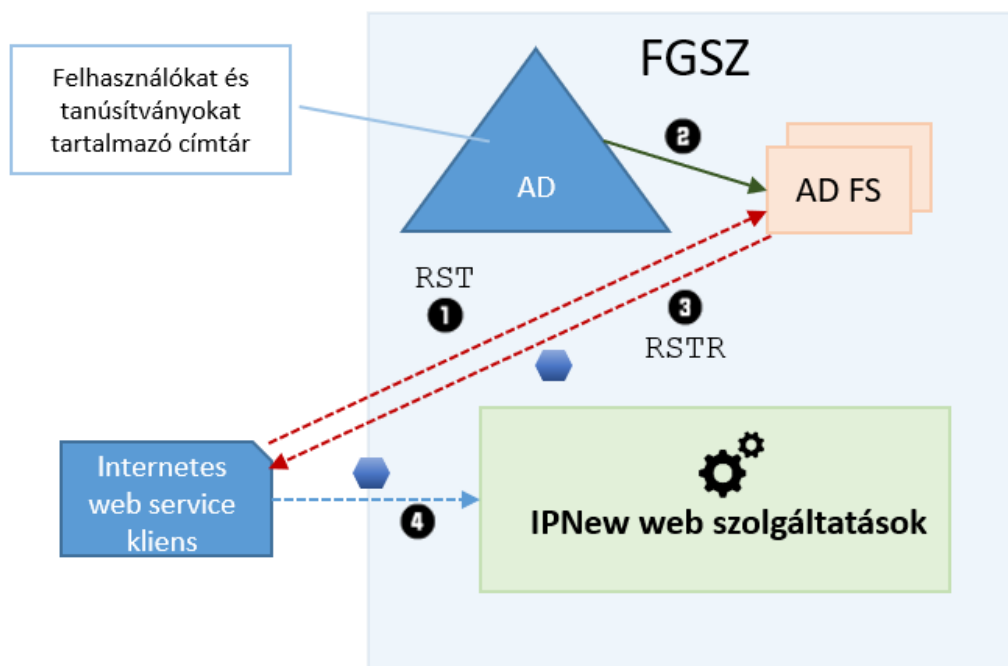 FGSZ
Felhasználókat és
tanúsítványokat
tartalmazó címtár
2
AD
AD FS
RST
1
3
RSTR
Internetes
web service
kliens
4
IPNew web szolgáltatások